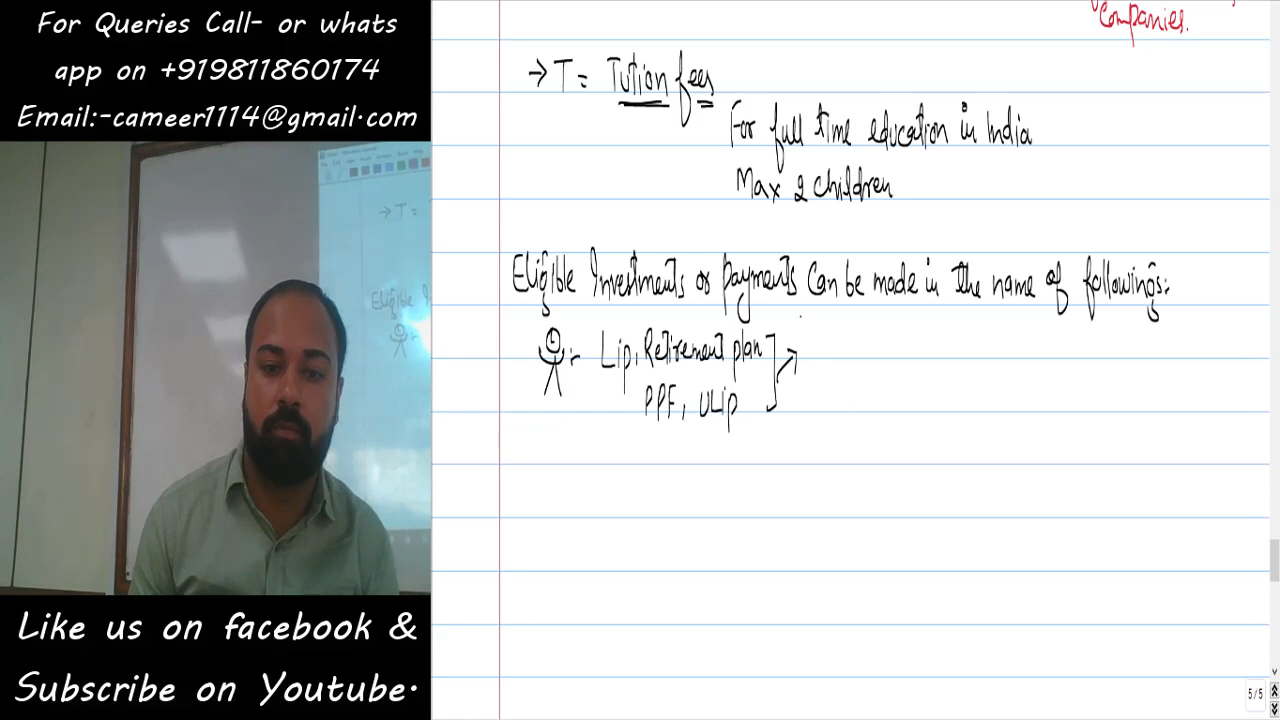 For Queries Call- or whats
app on +919811860174
Email:-cameer1114@gmail.com
Companies.
→ T = Tution fees
For full time education in India
Max 2 children
Eligible Investments or payments Can be made in the name of followings:
:- Lip, Retirement plan
PPF, ULip
Like us on facebook &
Subscribe on Youtube.
5/5